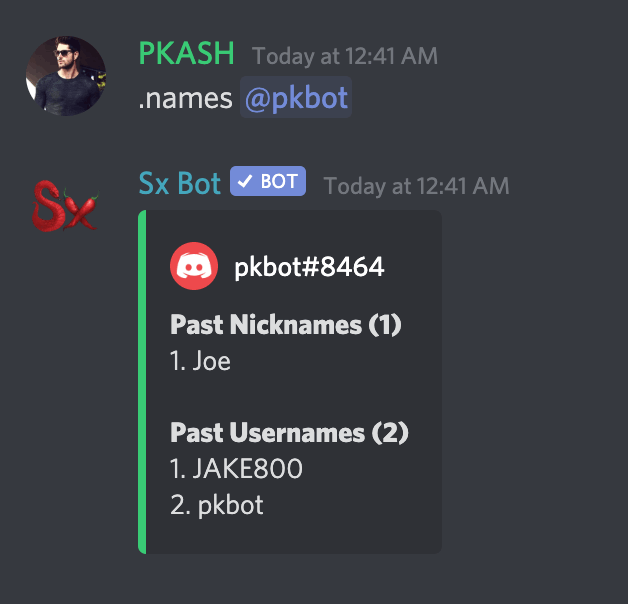 PKASH Today at 12:41 AM
.names @pkbot
Sx
Sx Bot BOT Today at 12:41 AM
pkbot#8464
Past Nicknames (1)
1. Joe
Past Usernames (2)
1. JAKE800
2. pkbot